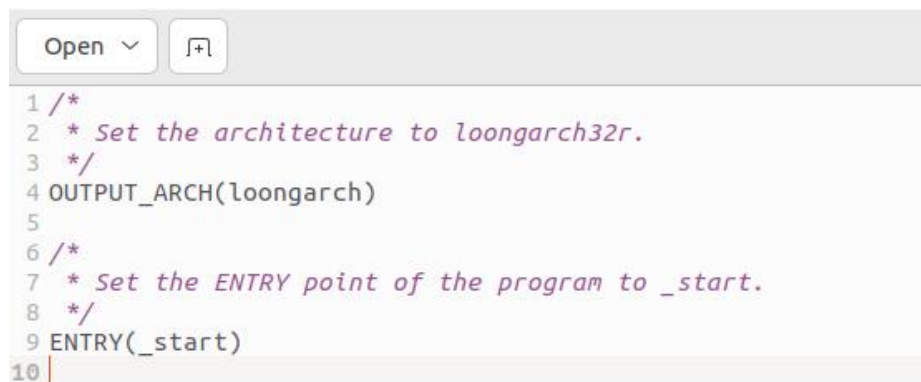 Open
1 /*
2  * Set the architecture to loongarch32r.
3  */
4 OUTPUT_ARCH(loongarch)
5
6 /*
7  * Set the ENTRY point of the program to _start.
8  */
9 ENTRY(_start)
10